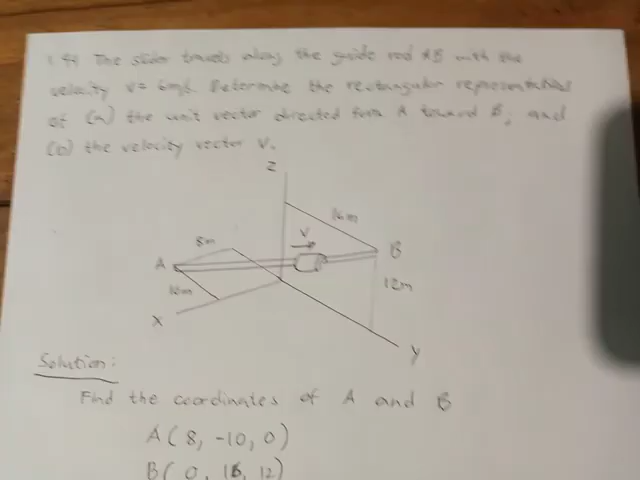 1.44 The slider travels along the guide rod AB with the
velocity v= 6m/s. Determine the rectangular representations
of (a) the unit vector directed from A toward B; and
(b) the velocity vector V.
Z
16m
8m
V
A
B
10m
12m
X
Y
Solution:
Find the coordinates of A and B
A(8, -10, 0)
B(0, 16, 12)